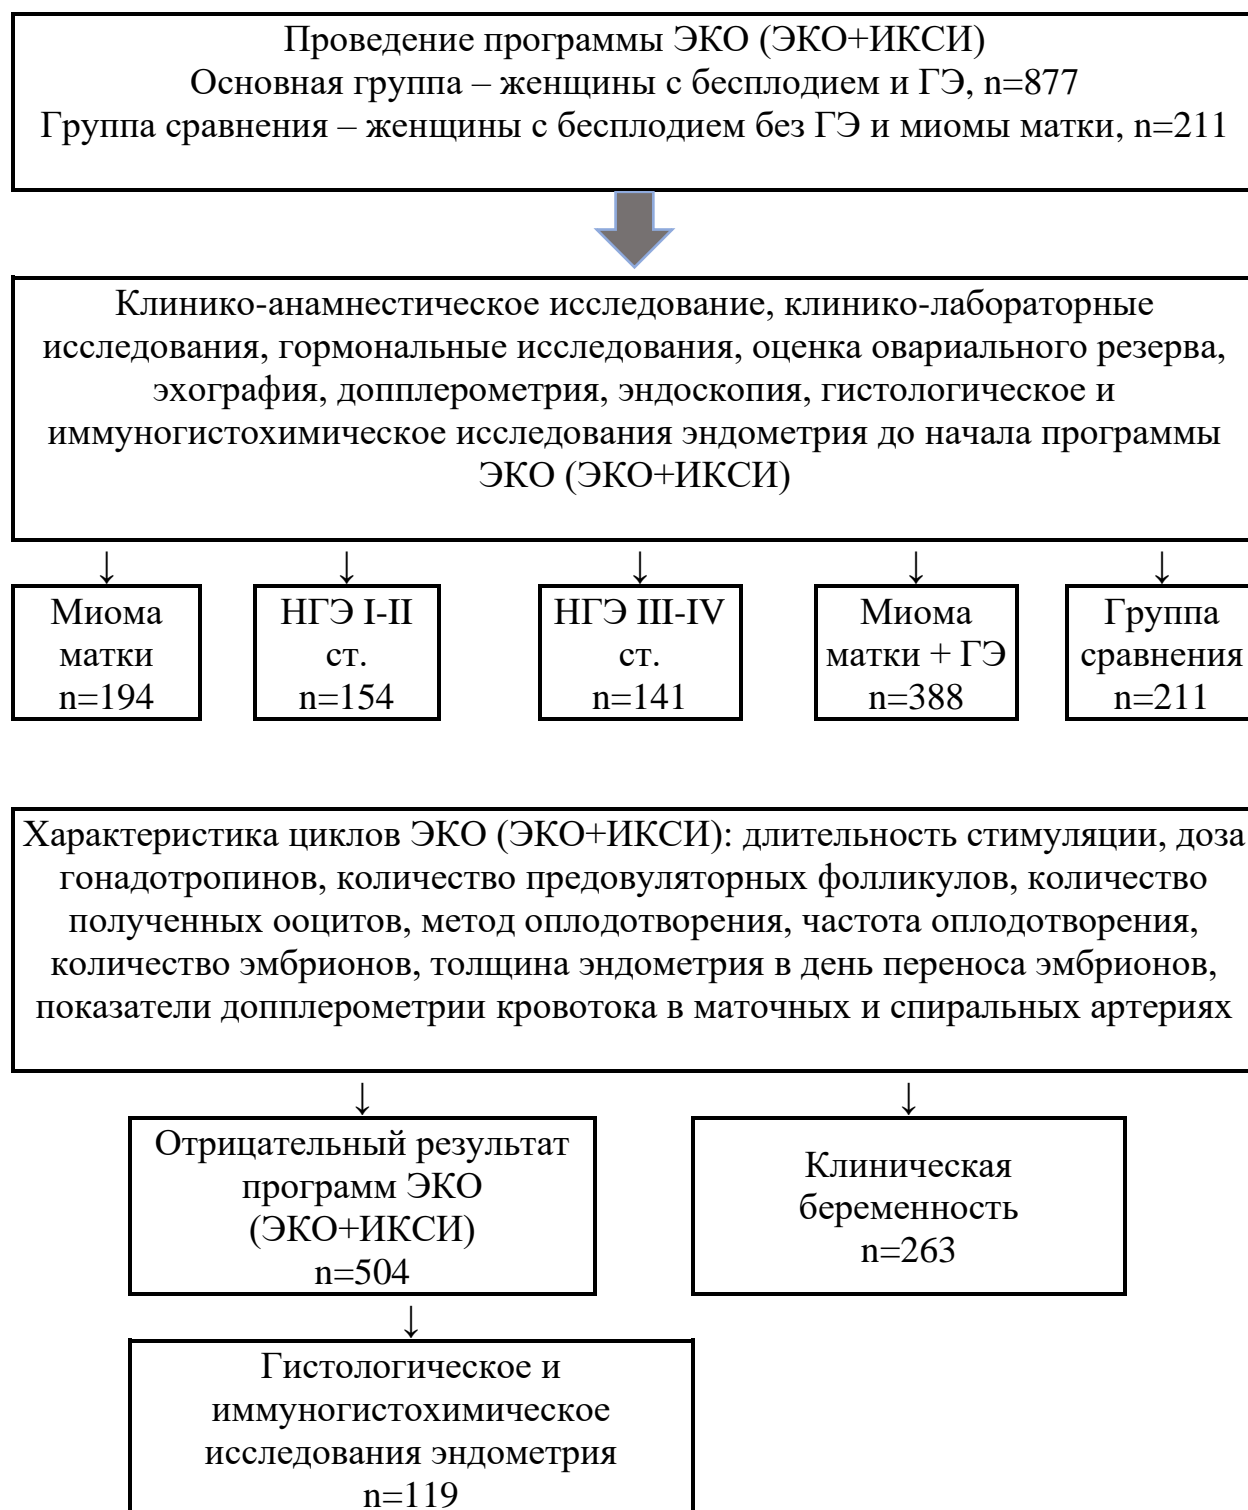 Проведение программы ЭКО (ЭКО+ИКСИ)
Основная группа – женщины с бесплодием и ГЭ, n=877
Группа сравнения – женщины с бесплодием без ГЭ и миомы матки, n=211
Клинико-анамнестическое исследование, клинико-лабораторные
исследования, гормональные исследования, оценка овариального резерва,
эхография, допплерометрия, эндоскопия, гистологическое и
иммуногистохимическое исследования эндометрия до начала программы
ЭКО (ЭКО+ИКСИ)
↓ ↓ ↓ ↓ ↓
Миома
матки
n=194
НГЭ I-II
ст.
n=154
НГЭ III-IV
ст.
n=141
Миома
матки + ГЭ
n=388
Группа
сравнения
n=211
Характеристика циклов ЭКО (ЭКО+ИКСИ): длительность стимуляции, доза
гонадотропинов, количество предовуляторных фолликулов, количество
полученных ооцитов, метод оплодотворения, частота оплодотворения,
количество эмбрионов, толщина эндометрия в день переноса эмбрионов,
показатели допплерометрии кровотока в маточных и спиральных артериях
↓ ↓
Отрицательный результат
программ ЭКО
(ЭКО+ИКСИ)
n=504
Клиническая
беременность
n=263
↓
Гистологическое и
иммуногистохимическое
исследования эндометрия
n=119